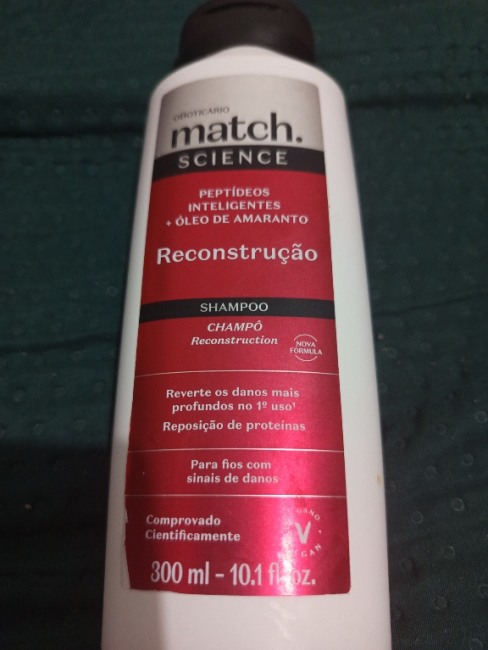 OBOTICÁRIO
match.
SCIENCE
PEPTÍDEOS
INTELIGENTES
+ ÓLEO DE AMARANTO
Reconstrução
SHAMPOO
CHAMPÔ
Reconstruction
NOVA
FÓRMULA
Reverte os danos mais
profundos no 1º uso¹
Reposição de proteínas
Para fios com
sinais de danos
Comprovado
Cientificamente
V
300 ml – 10.1 fl. oz.